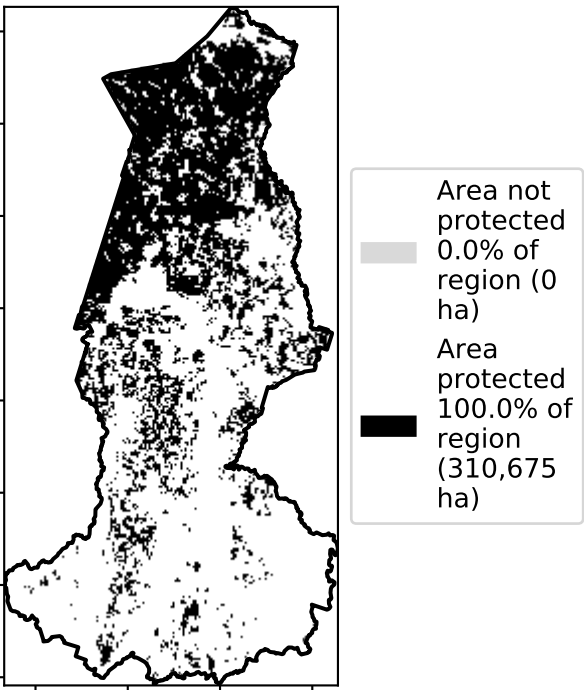 Area not
protected
0.0% of
region (0
ha)
Area
protected
100.0% of
region
(310,675
ha)